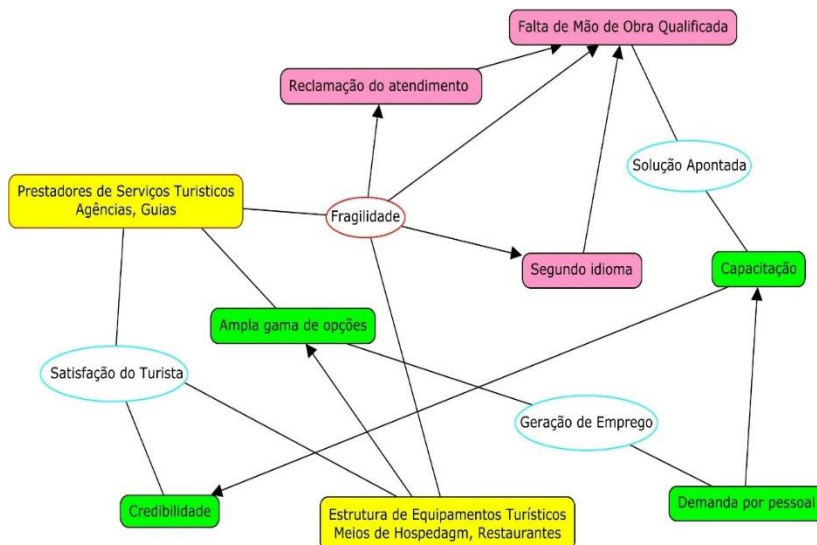 Falta de Mão de Obra Qualificada
Reclamação do atendimento
Solução Apontada
Prestadores de Serviços Turisticos
Agências, Guias
Fragilidade
Segundo idioma
Capacitação
Ampla gama de opções
Satisfação do Turista
Geração de Emprego
Credibilidade
Estrutura de Equipamentos Turísticos
Meios de Hospedagm, Restaurantes
Demanda por pessoal